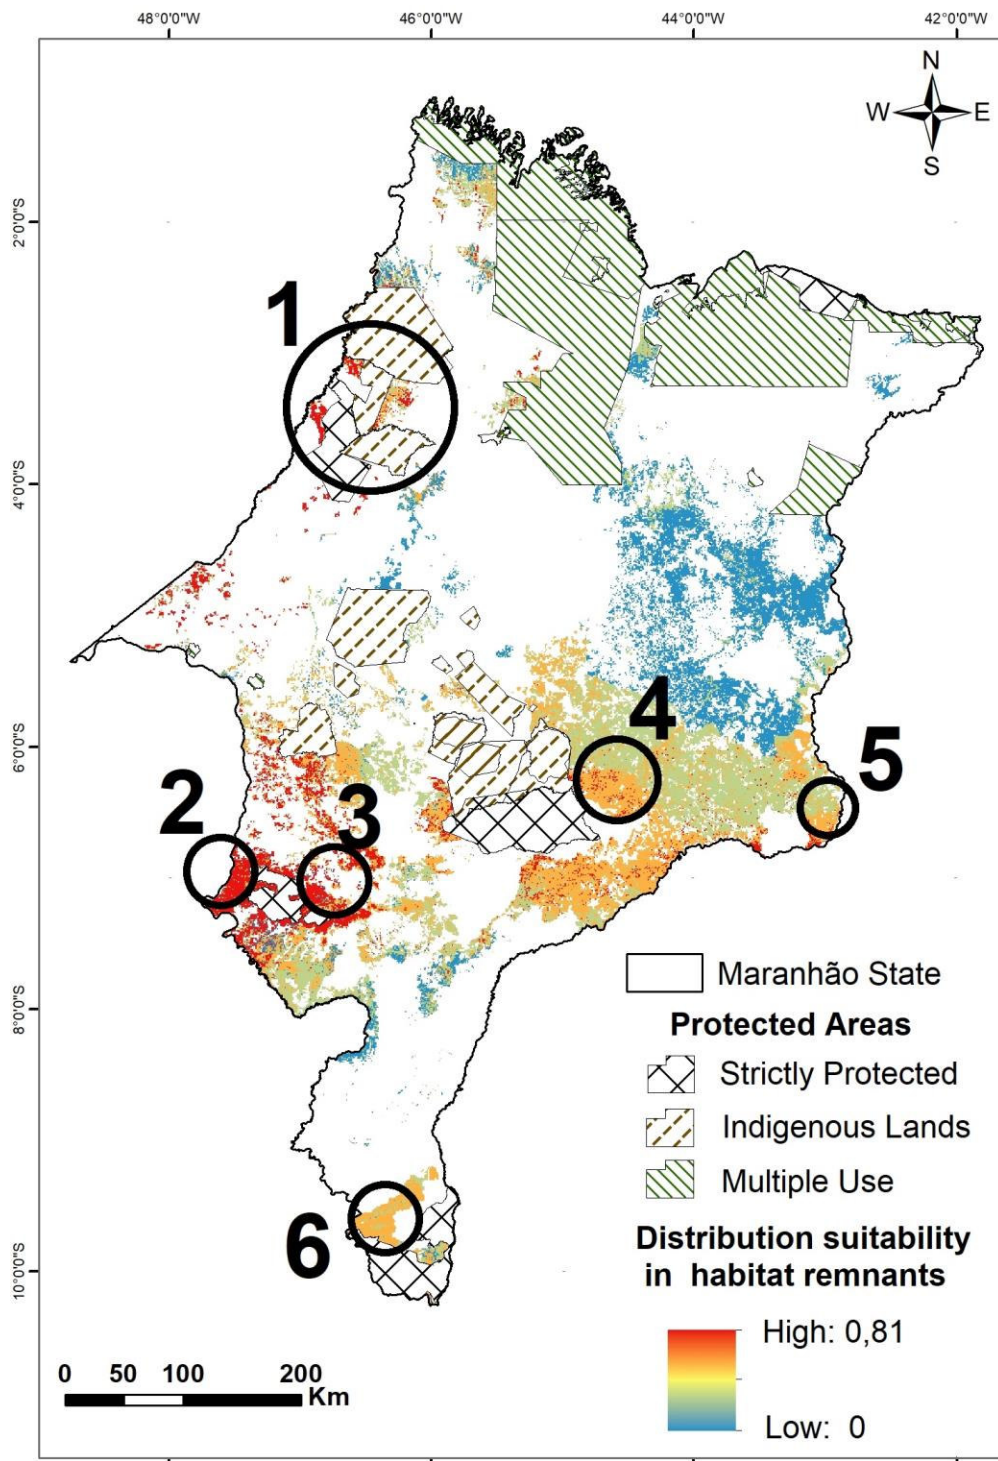 48°0'0"W 46°0'0"W 44°0'0"W 42°0'0"W
N
W E
S
2°0'0"S
1
4°0'0"S
4
6°0'0"S
5
2
3
Maranhão State
8°0'0"S
Protected Areas
Strictly Protected
Indigenous Lands
Multiple Use
6
Distribution suitability
in habitat remnants
10°0'0"S
High: 0,81
Low: 0
0 50 100 200
Km